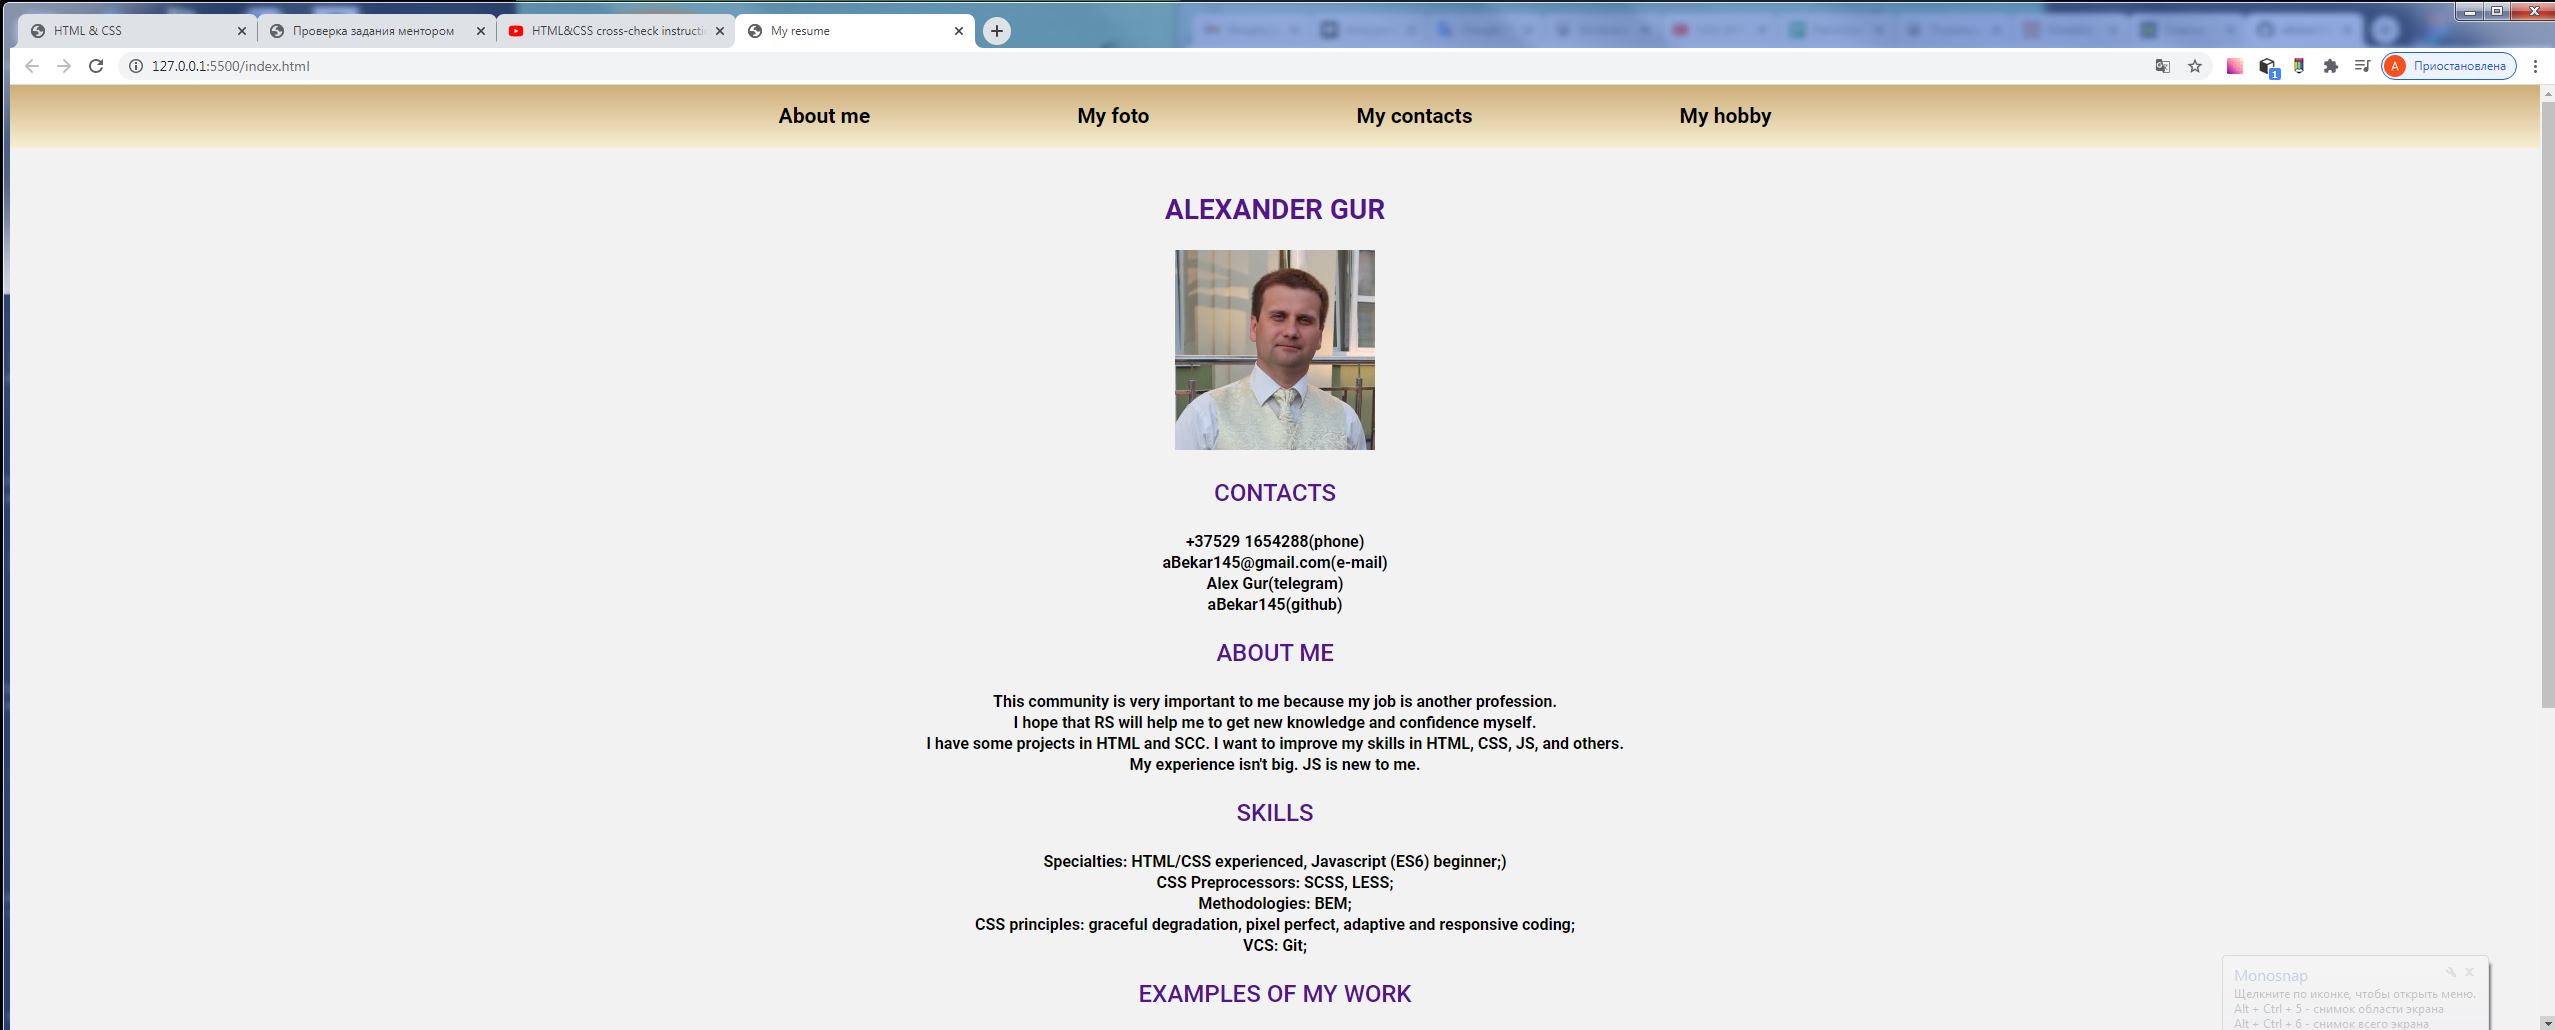 HTML & CSS
Проверка задания ментором
HTML&CSS cross-check instructi
My resume
127.0.0.1:5500/index.html
1
A
Приостановлена
About me
My foto
My contacts
My hobby
ALEXANDER GUR
CONTACTS
+37529 1654288(phone)
aBekar145@gmail.com(e-mail)
Alex Gur(telegram)
aBekar145(github)
ABOUT ME
This community is very important to me because my job is another profession.
I hope that RS will help me to get new knowledge and confidence myself.
I have some projects in HTML and SCC. I want to improve my skills in HTML, CSS, JS, and others.
My experience isn't big. JS is new to me.
SKILLS
Specialties: HTML/CSS experienced, Javascript (ES6) beginner;)
CSS Preprocessors: SCSS, LESS;
Methodologies: BEM;
CSS principles: graceful degradation, pixel perfect, adaptive and responsive coding;
VCS: Git;
EXAMPLES OF MY WORK
Monosnap
Щелкните по иконке, чтобы открыть меню.
Alt + Ctrl + 5 - снимок области экрана
Alt + Ctrl + 6 - снимок всего экрана